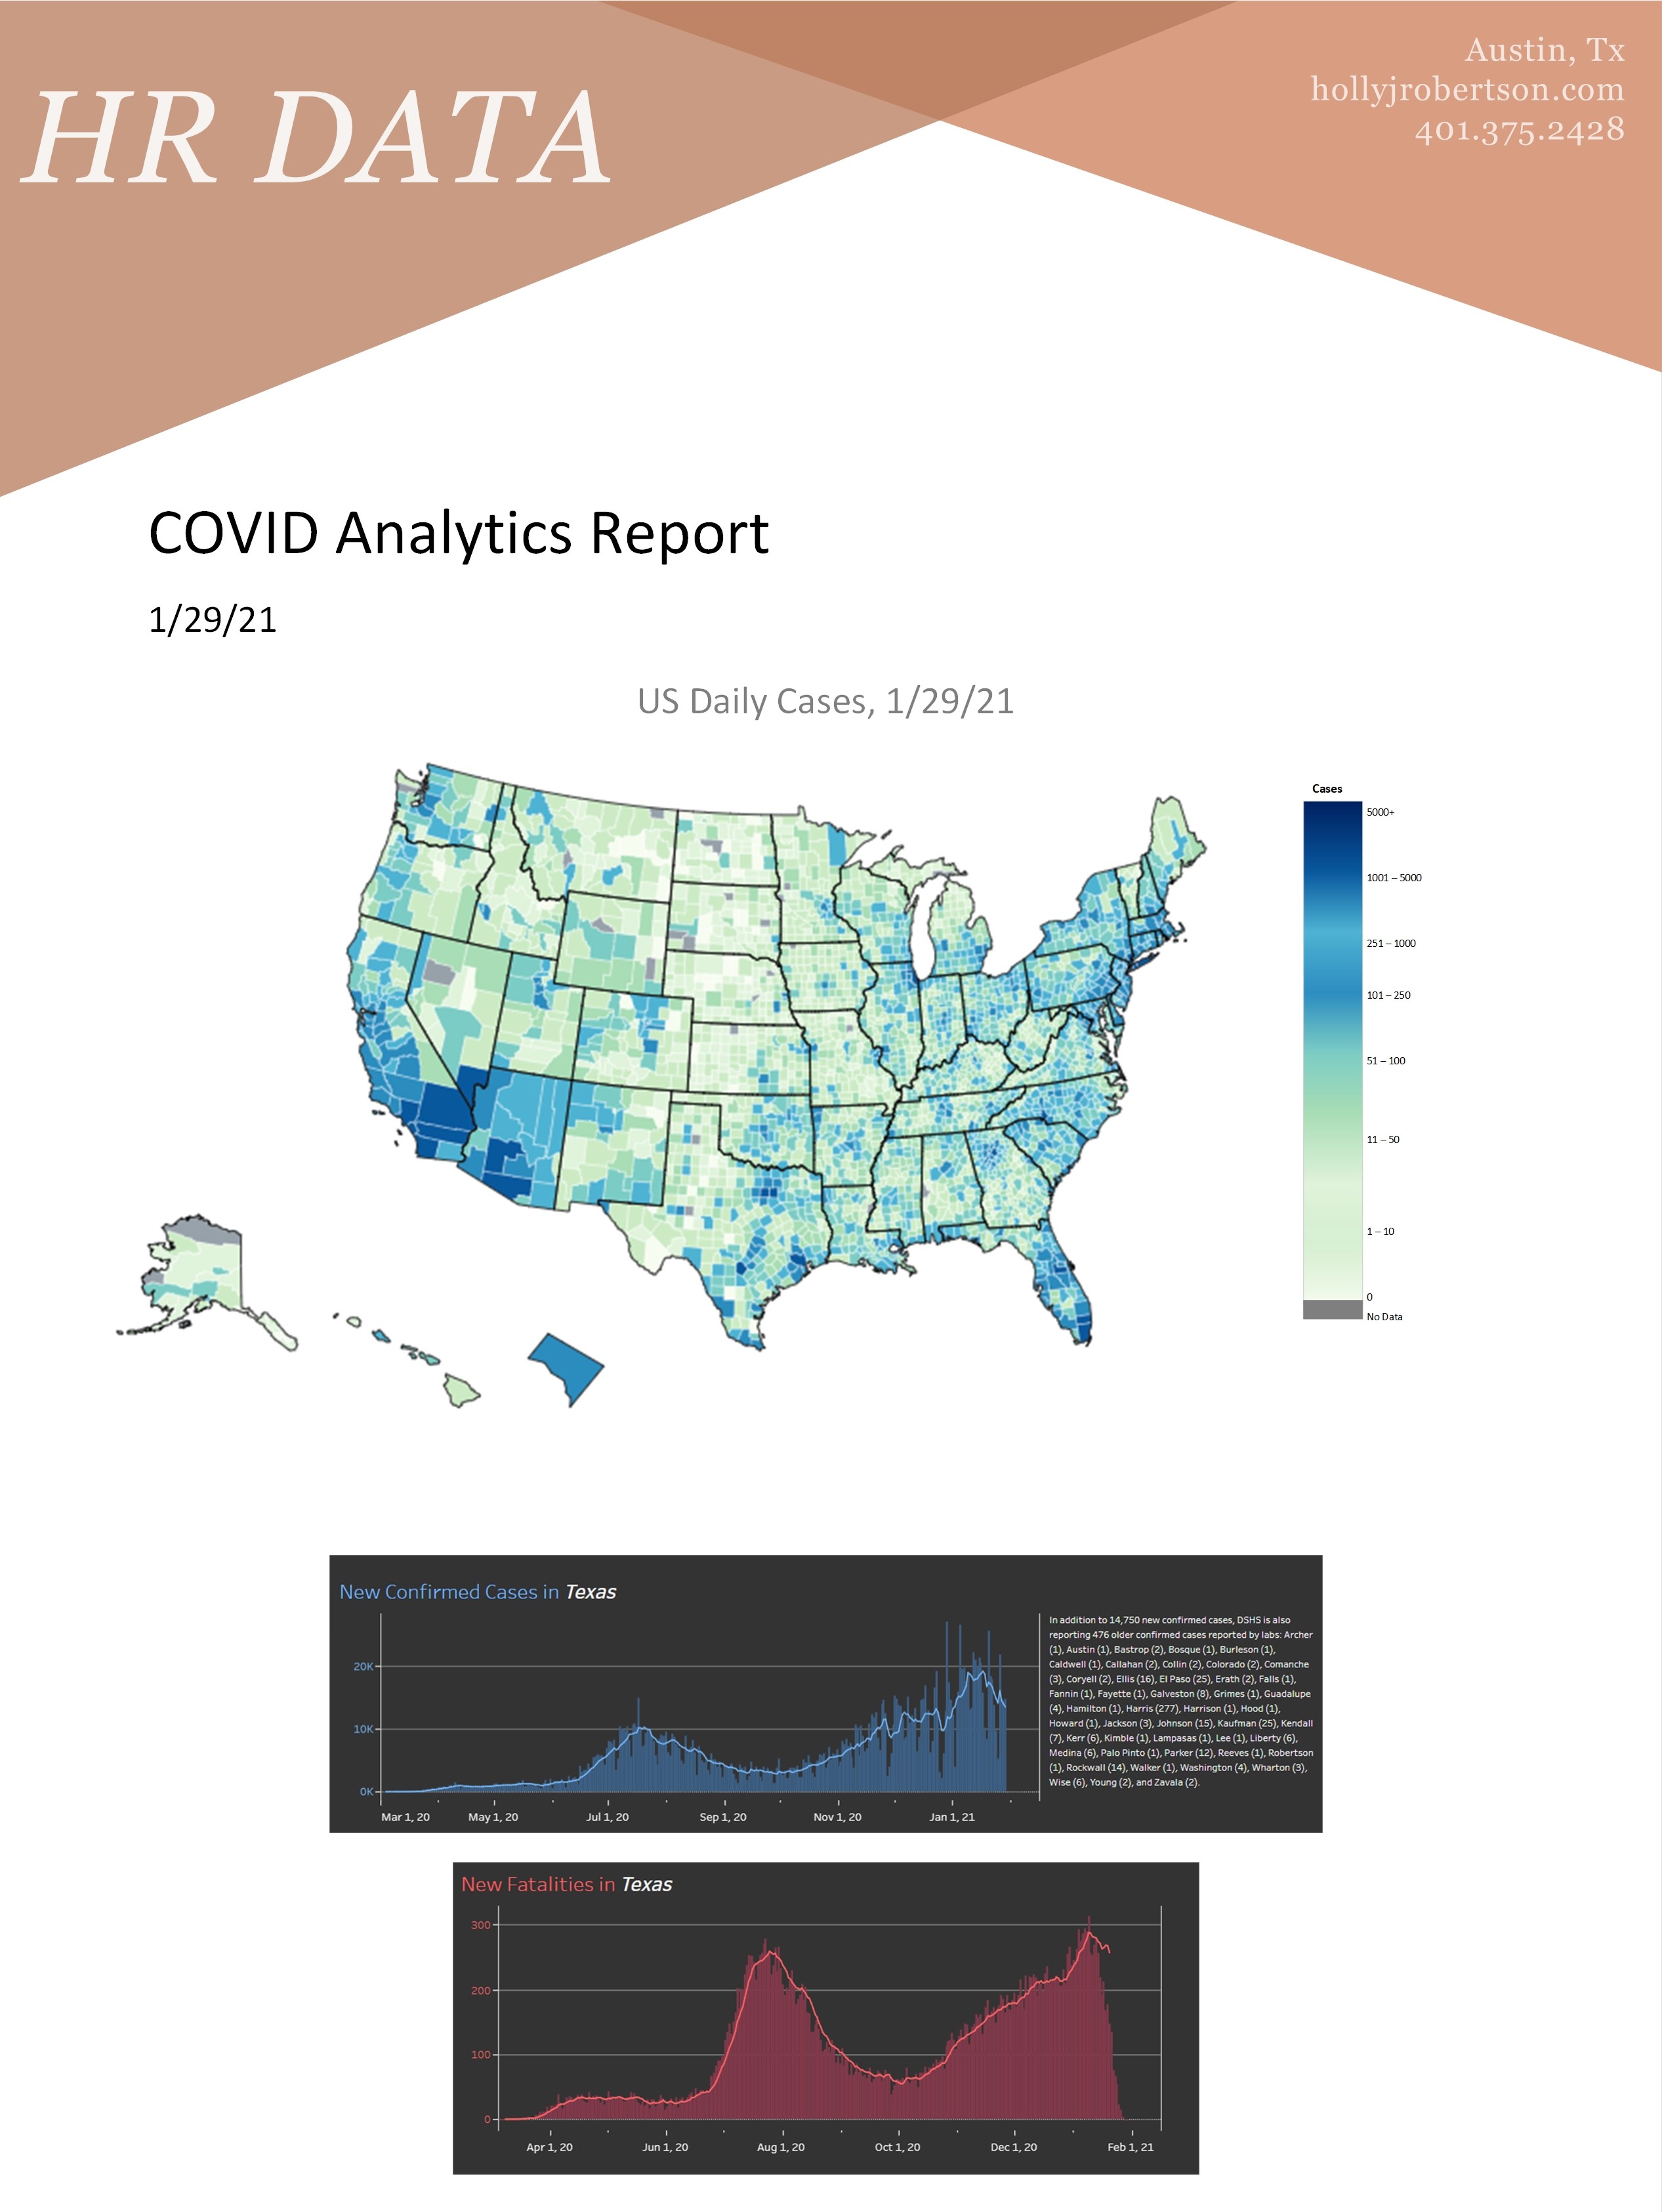 HR DATA
Austin, Tx
hollyjrobertson.com
401.375.2428
COVID Analytics Report
1/29/21
US Daily Cases, 1/29/21
Cases
5000+
1001 – 5000
251 – 1000
101 – 250
51 – 100
11 – 50
1 – 10
0
No Data
New Confirmed Cases in Texas
20K
10K
0K
Mar 1, 20
May 1, 20
Jul 1, 20
Sep 1, 20
Nov 1, 20
Jan 1, 21
In addition to 14,750 new confirmed cases, DSHS is also
reporting 476 older confirmed cases reported by labs: Archer
(1), Austin (1), Bastrop (2), Bosque (1), Burleson (1),
Caldwell (1), Callahan (2), Collin (2), Colorado (2), Comanche
(3), Coryell (2), Ellis (16), El Paso (25), Erath (2), Falls (1),
Fannin (1), Fayette (1), Galveston (8), Grimes (1), Guadalupe
(4), Hamilton (1), Harris (277), Harrison (1), Hood (1),
Howard (1), Jackson (3), Johnson (15), Kaufman (25), Kendall
(7), Kerr (6), Kimble (1), Lampasas (1), Lee (1), Liberty (6),
Medina (6), Palo Pinto (1), Parker (12), Reeves (1), Robertson
(1), Rockwall (14), Walker (1), Washington (4), Wharton (3),
Wise (6), Young (2), and Zavala (2).
New Fatalities in Texas
300
200
100
0
Apr 1, 20
Jun 1, 20
Aug 1, 20
Oct 1, 20
Dec 1, 20
Feb 1, 21